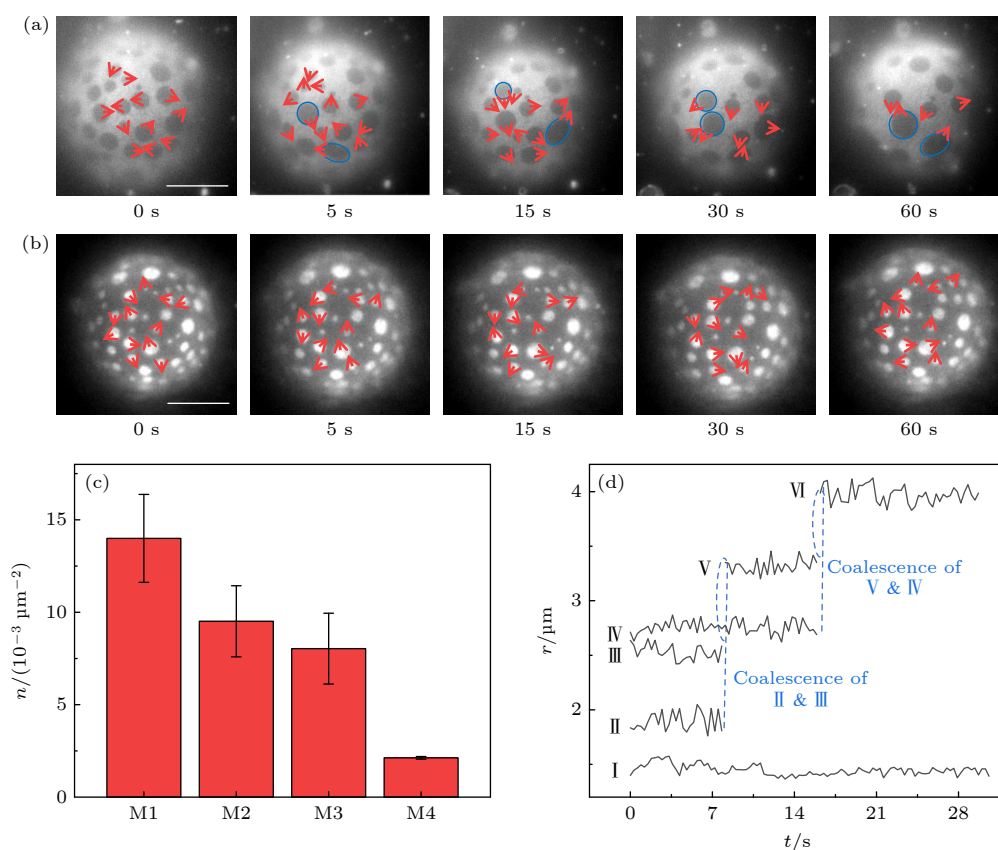 (a)
0 s 5 s 15 s 30 s 60 s
(b)
0 s 5 s 15 s 30 s 60 s
(c)
n/(10⁻³ μm⁻²)
15
10
5
0
M1 M2 M3 M4
(d)
r/μm
4
3
2
Ⅵ
Ⅴ
Ⅳ
Ⅲ
Ⅱ
Ⅰ
Coalescence of
Ⅴ & Ⅳ
Coalescence of
Ⅱ & Ⅲ
0 7 14 21 28
t/s